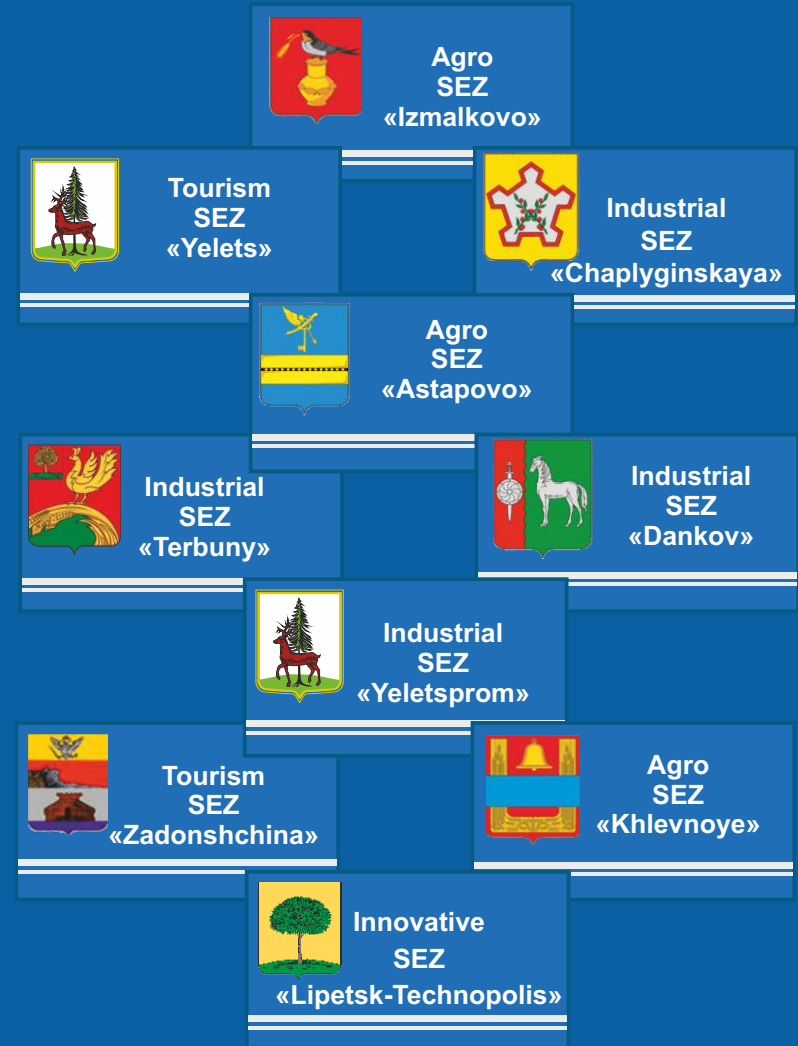 Agro
SEZ
«Izmalkovo»
Tourism
SEZ
«Yelets»
Industrial
SEZ
«Chaplyginskaya»
Agro
SEZ
«Astapovo»
Industrial
SEZ
«Terbuny»
Industrial
SEZ
«Dankov»
Industrial
SEZ
«Yeletsprom»
Tourism
SEZ
«Zadonshchina»
Agro
SEZ
«Khlevnoye»
Innovative
SEZ
«Lipetsk-Technopolis»